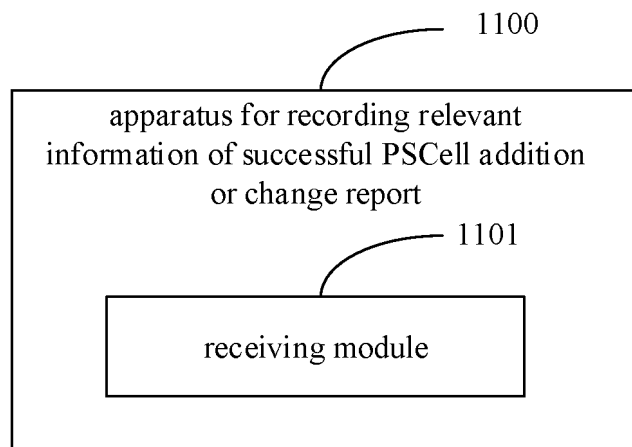 1100
apparatus for recording relevant
information of successful PSCell addition
or change report
1101
receiving module